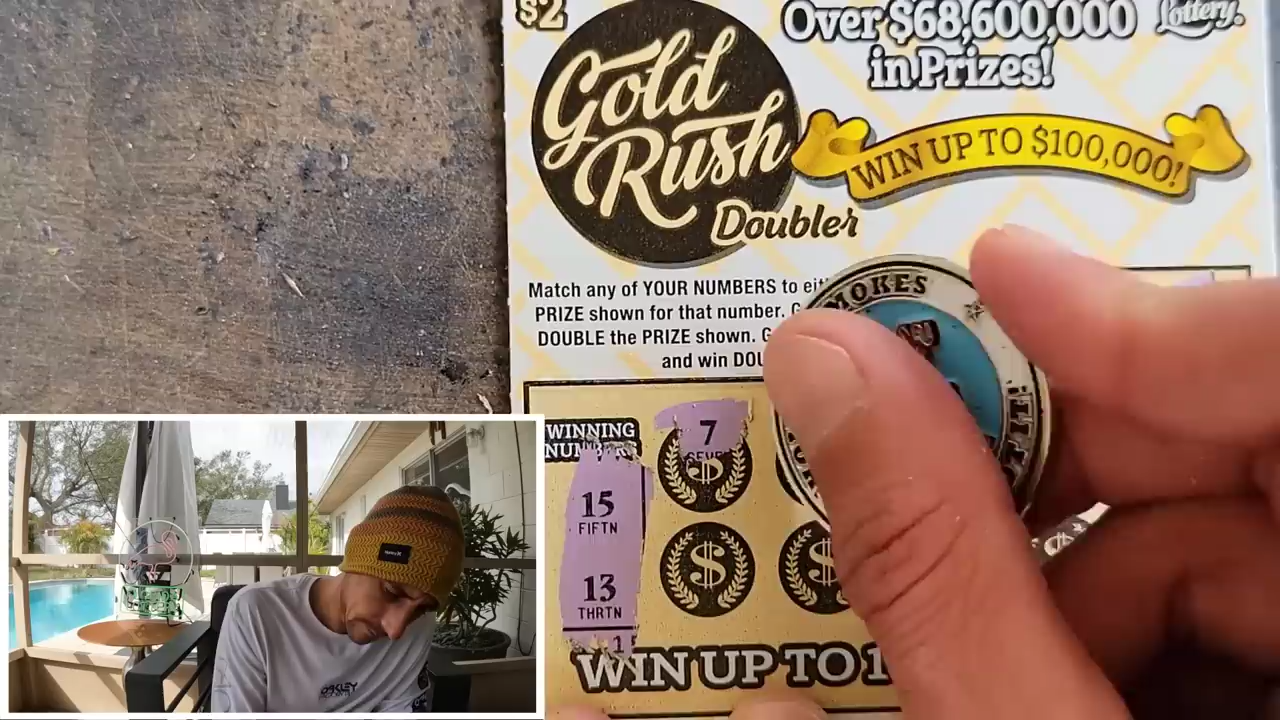 $2
Over $68,600,000
in Prizes!
Lottery.
Gold
Rush
Doubler
WIN UP TO $100,000!
Match any of YOUR NUMBERS to
PRIZE shown for that number.
DOUBLE the PRIZE shown.
and win
MOKES
WINNING
NUMBERS
7
15
FIFTN
13
THRTN
WIN UP TO 1
OAKLEY